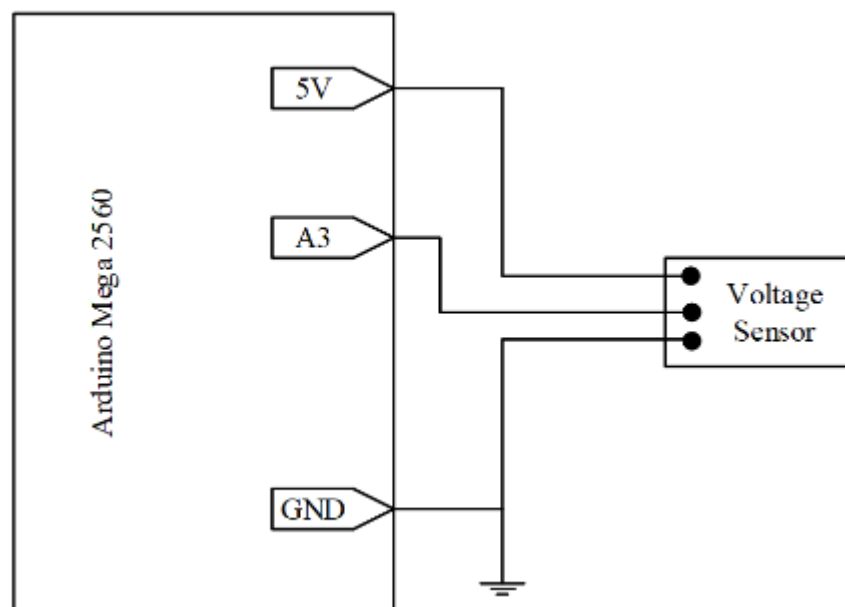 5V
A3
Arduino Mega 2560
Voltage
Sensor
GND